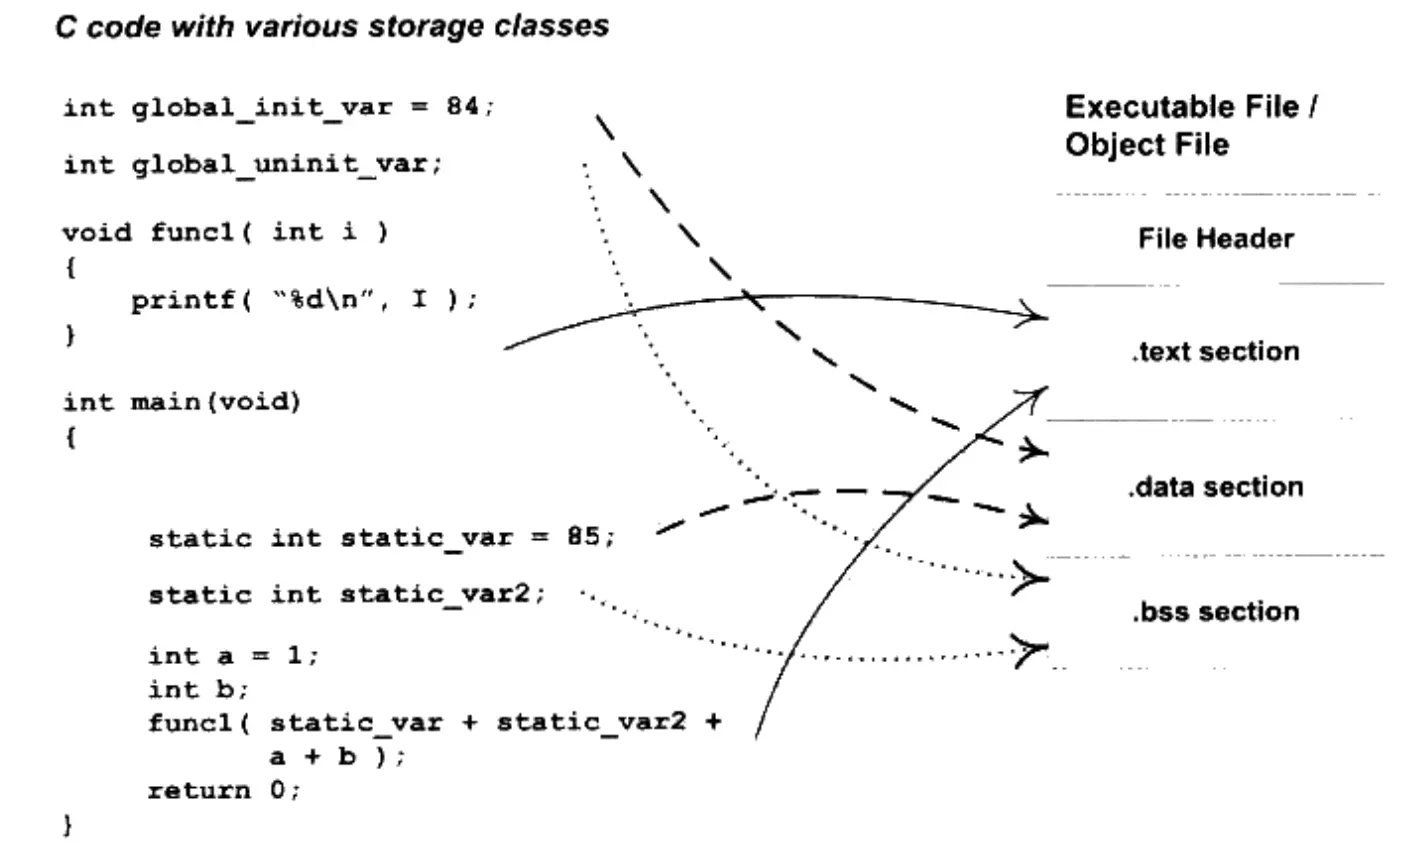 C code with various storage classes
int global_init_var = 84;
int global_uninit_var;
void func1( int i )
{
printf( "%d\n", I );
}
int main(void)
{
static int static_var = 85;
static int static_var2;
int a = 1;
int b;
func1( static_var + static_var2 +
a + b );
return 0;
}
Executable File /
Object File
File Header
.text section
.data section
.bss section